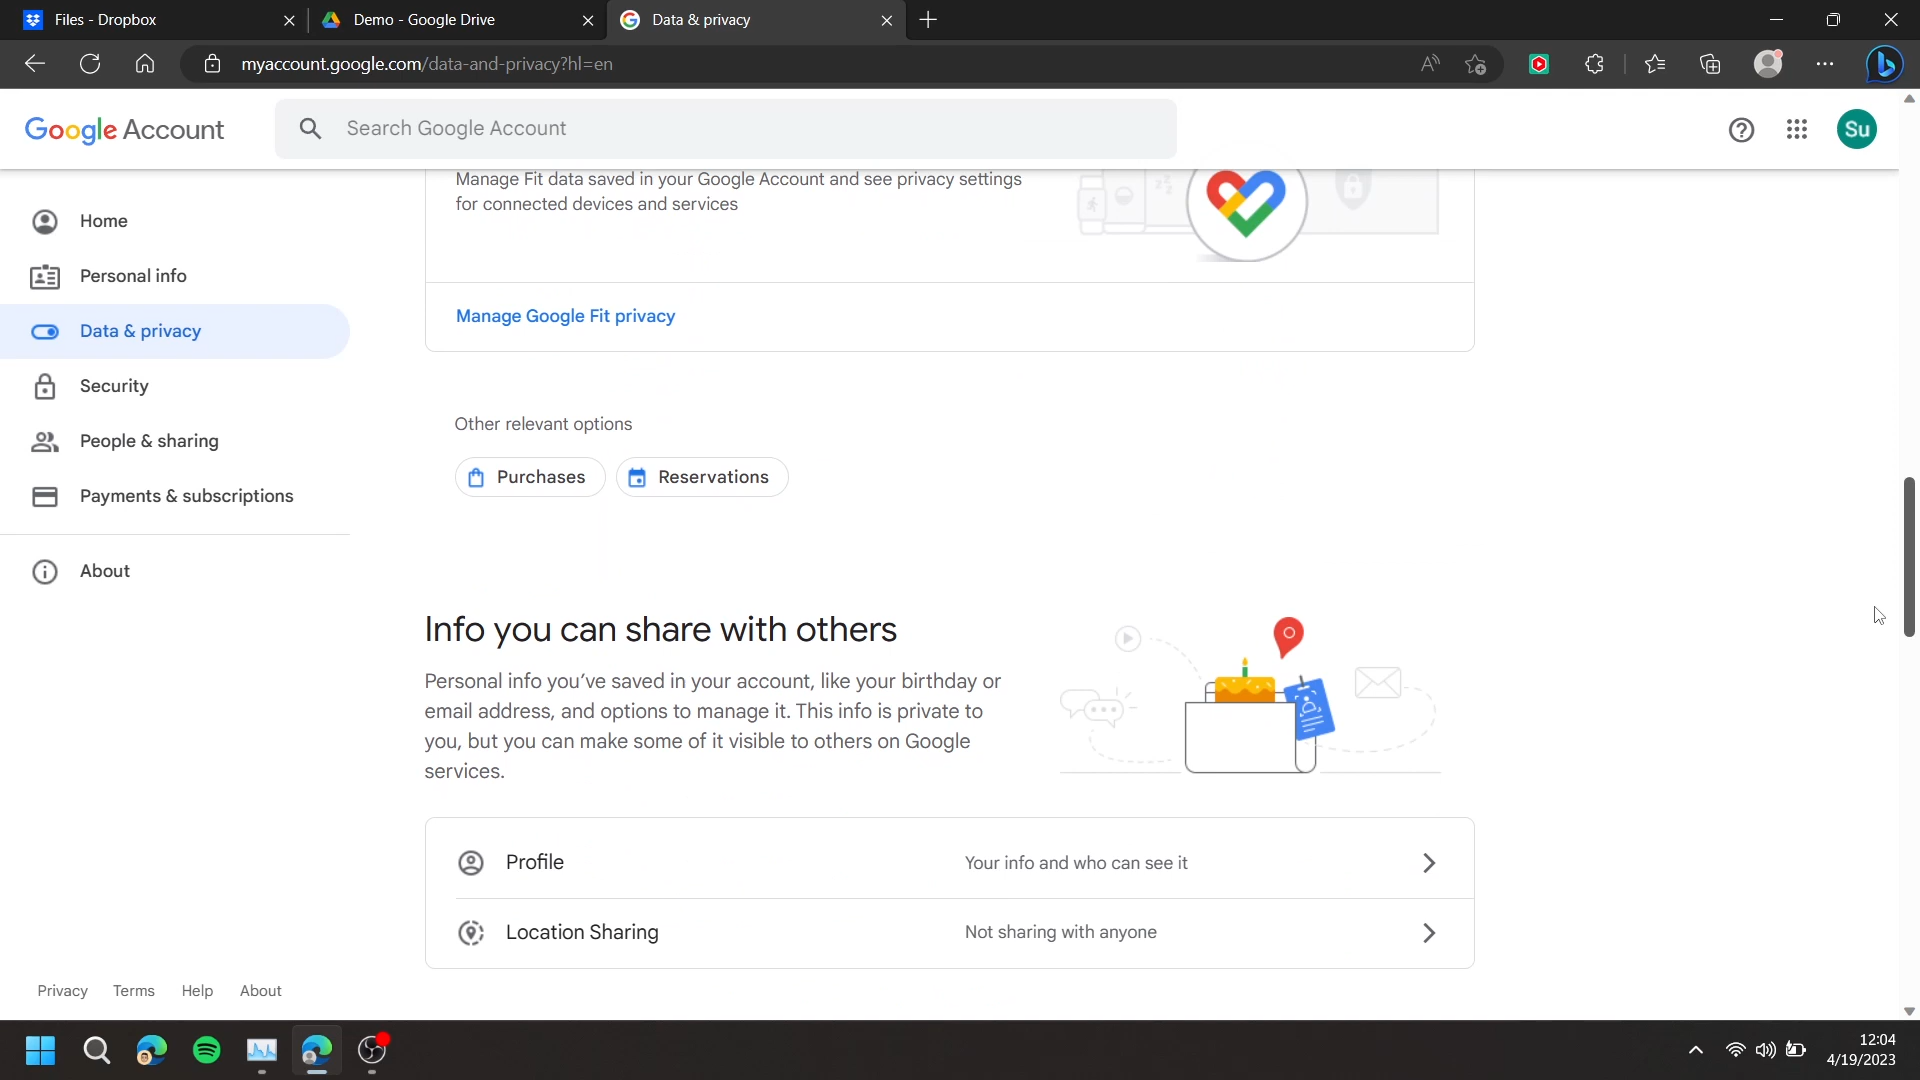 Files - Dropbox
Demo - Google Drive
Data & privacy
myaccount.google.com/data-and-privacy?hl=en
Google Account
Search Google Account
Su
Manage Fit data saved in your Google Account and see privacy settings
for connected devices and services
Home
Personal info
Data & privacy
Security
People & sharing
Payments & subscriptions
About
Manage Google Fit privacy
Other relevant options
Purchases
Reservations
Info you can share with others
Personal info you've saved in your account, like your birthday or
email address, and options to manage it. This info is private to
you, but you can make some of it visible to others on Google
services.
Profile
Your info and who can see it
Location Sharing
Not sharing with anyone
Privacy Terms Help About
12:04
4/19/2023